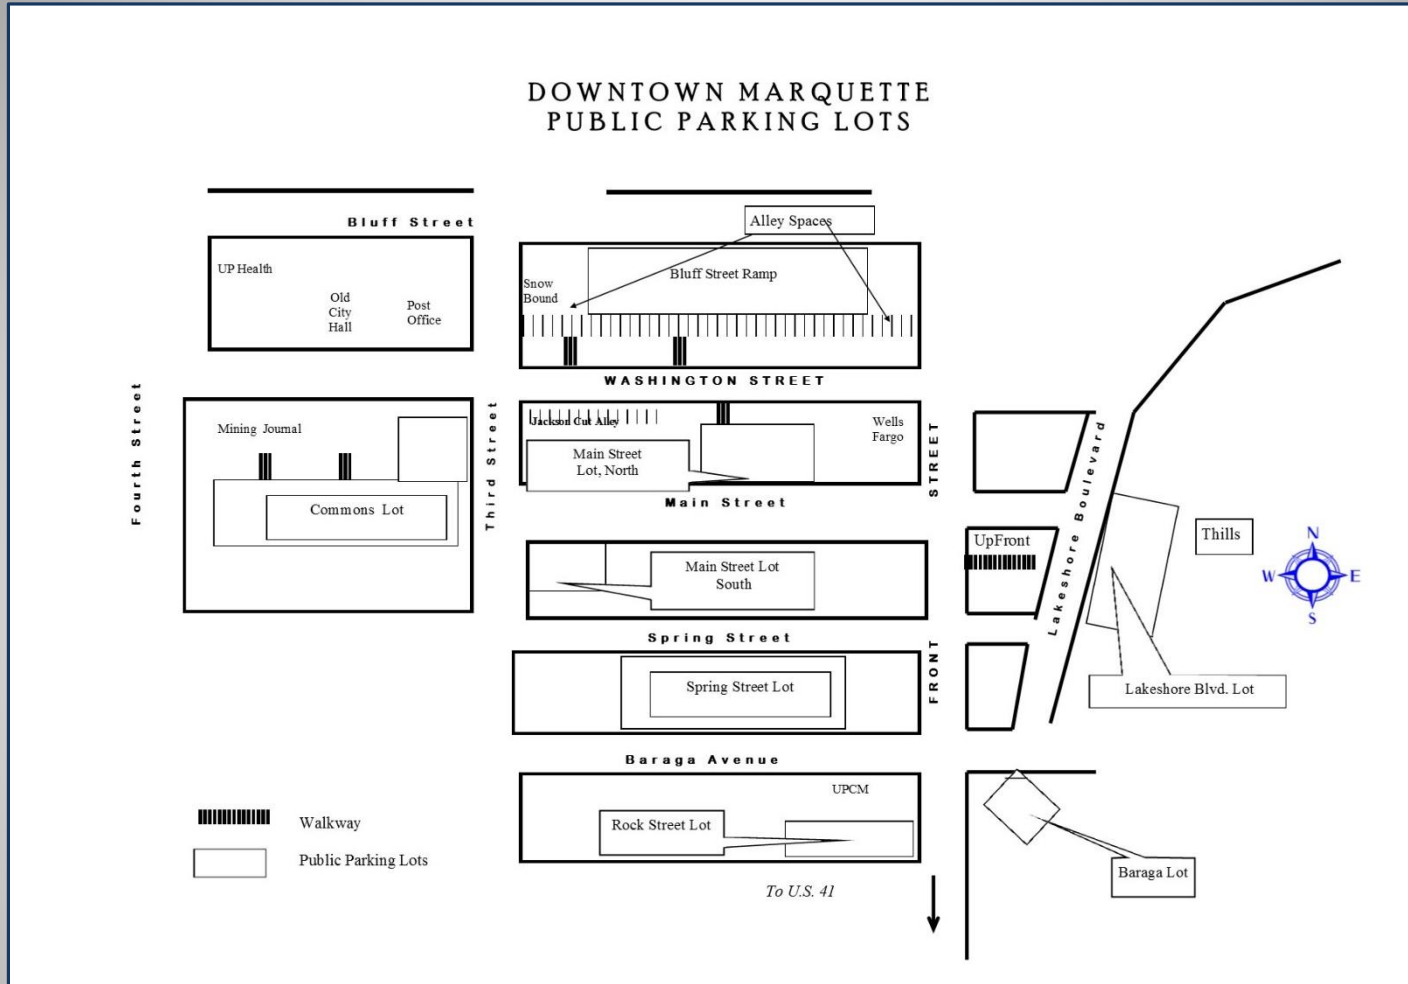 DOWNTOWN MARQUETTE
PUBLIC PARKING LOTS
Bluff Street
Alley Spaces
UP Health
Old
City
Hall
Post
Office
Snow
Bound
Bluff Street Ramp
WASHINGTON STREET
Fourth Street
Mining Journal
Commons Lot
Third Street
Jackson Cut Alley
Main Street
Lot, North
Wells
Fargo
STREET
Main Street
Lakeshore Boulevard
UpFront
Thills
N
W
E
S
Main Street Lot
South
Spring Street
FRONT
Spring Street Lot
Lakeshore Blvd. Lot
Baraga Avenue
UPCM
Rock Street Lot
Baraga Lot
To U.S. 41
Walkway
Public Parking Lots